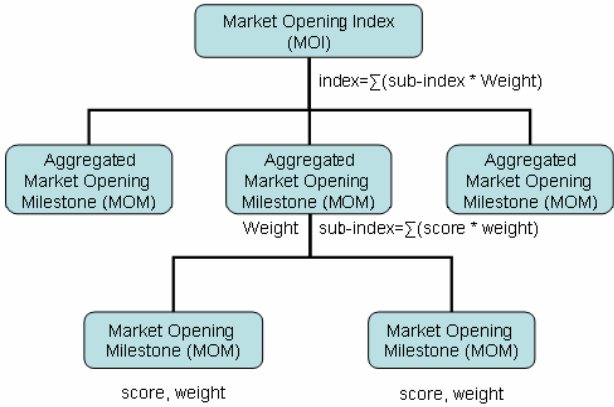 Market Opening Index
(MOI)
index=∑(sub-index * Weight)
Aggregated
Market Opening
Milestone (MOM)
Aggregated
Market Opening
Milestone (MOM)
Aggregated
Market Opening
Milestone (MOM)
Weight
sub-index=∑(score * weight)
Market Opening
Milestone (MOM)
Market Opening
Milestone (MOM)
score, weight
score, weight